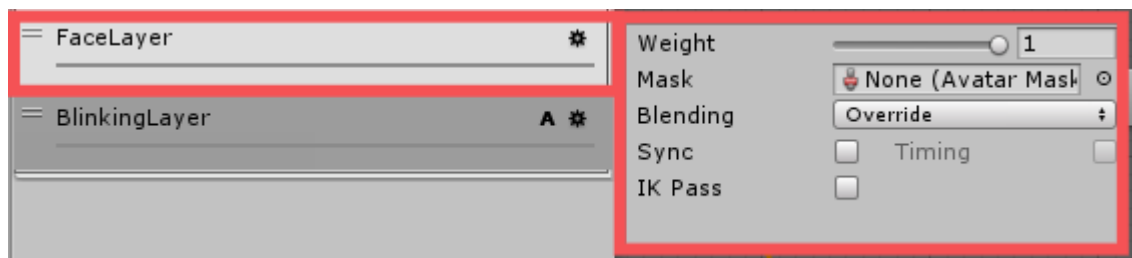 FaceLayer
BlinkingLayer A
Weight 1
Mask None (Avatar Mask
Blending Override
Sync Timing
IK Pass